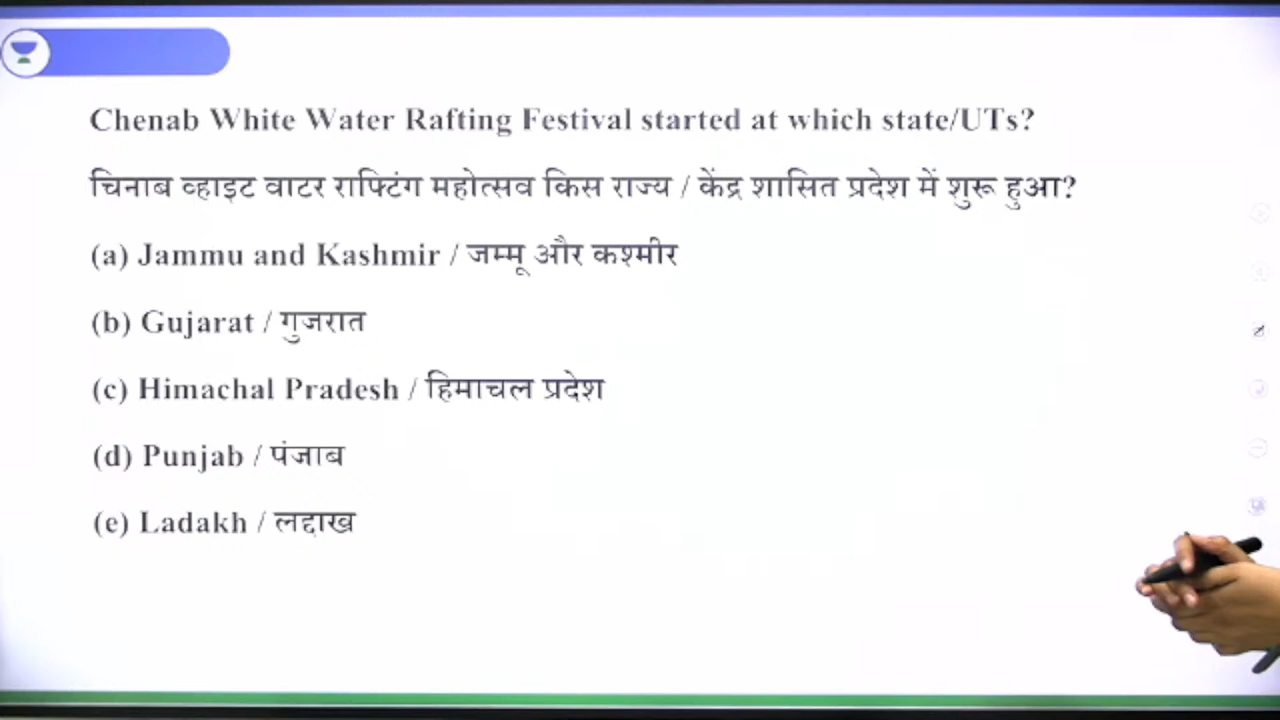 Chenab White Water Rafting Festival started at which state/UTs?
चिनाब व्हाइट वाटर राफ्टिंग महोत्सव किस राज्य / केंद्र शासित प्रदेश में शुरू हुआ?
(a) Jammu and Kashmir / जम्मू और कश्मीर
(b) Gujarat / गुजरात
(c) Himachal Pradesh / हिमाचल प्रदेश
(d) Punjab / पंजाब
(e) Ladakh / लद्दाख